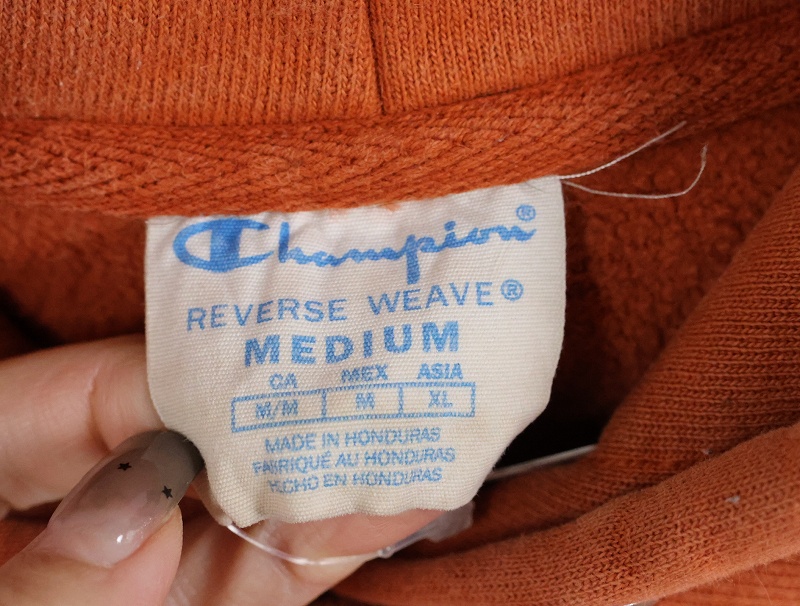 Champion®
REVERSE WEAVE®
MEDIUM
CA MEX ASIA
M/M M XL
MADE IN HONDURAS
FABRIQUÉ AU HONDURAS
HECHO EN HONDURAS